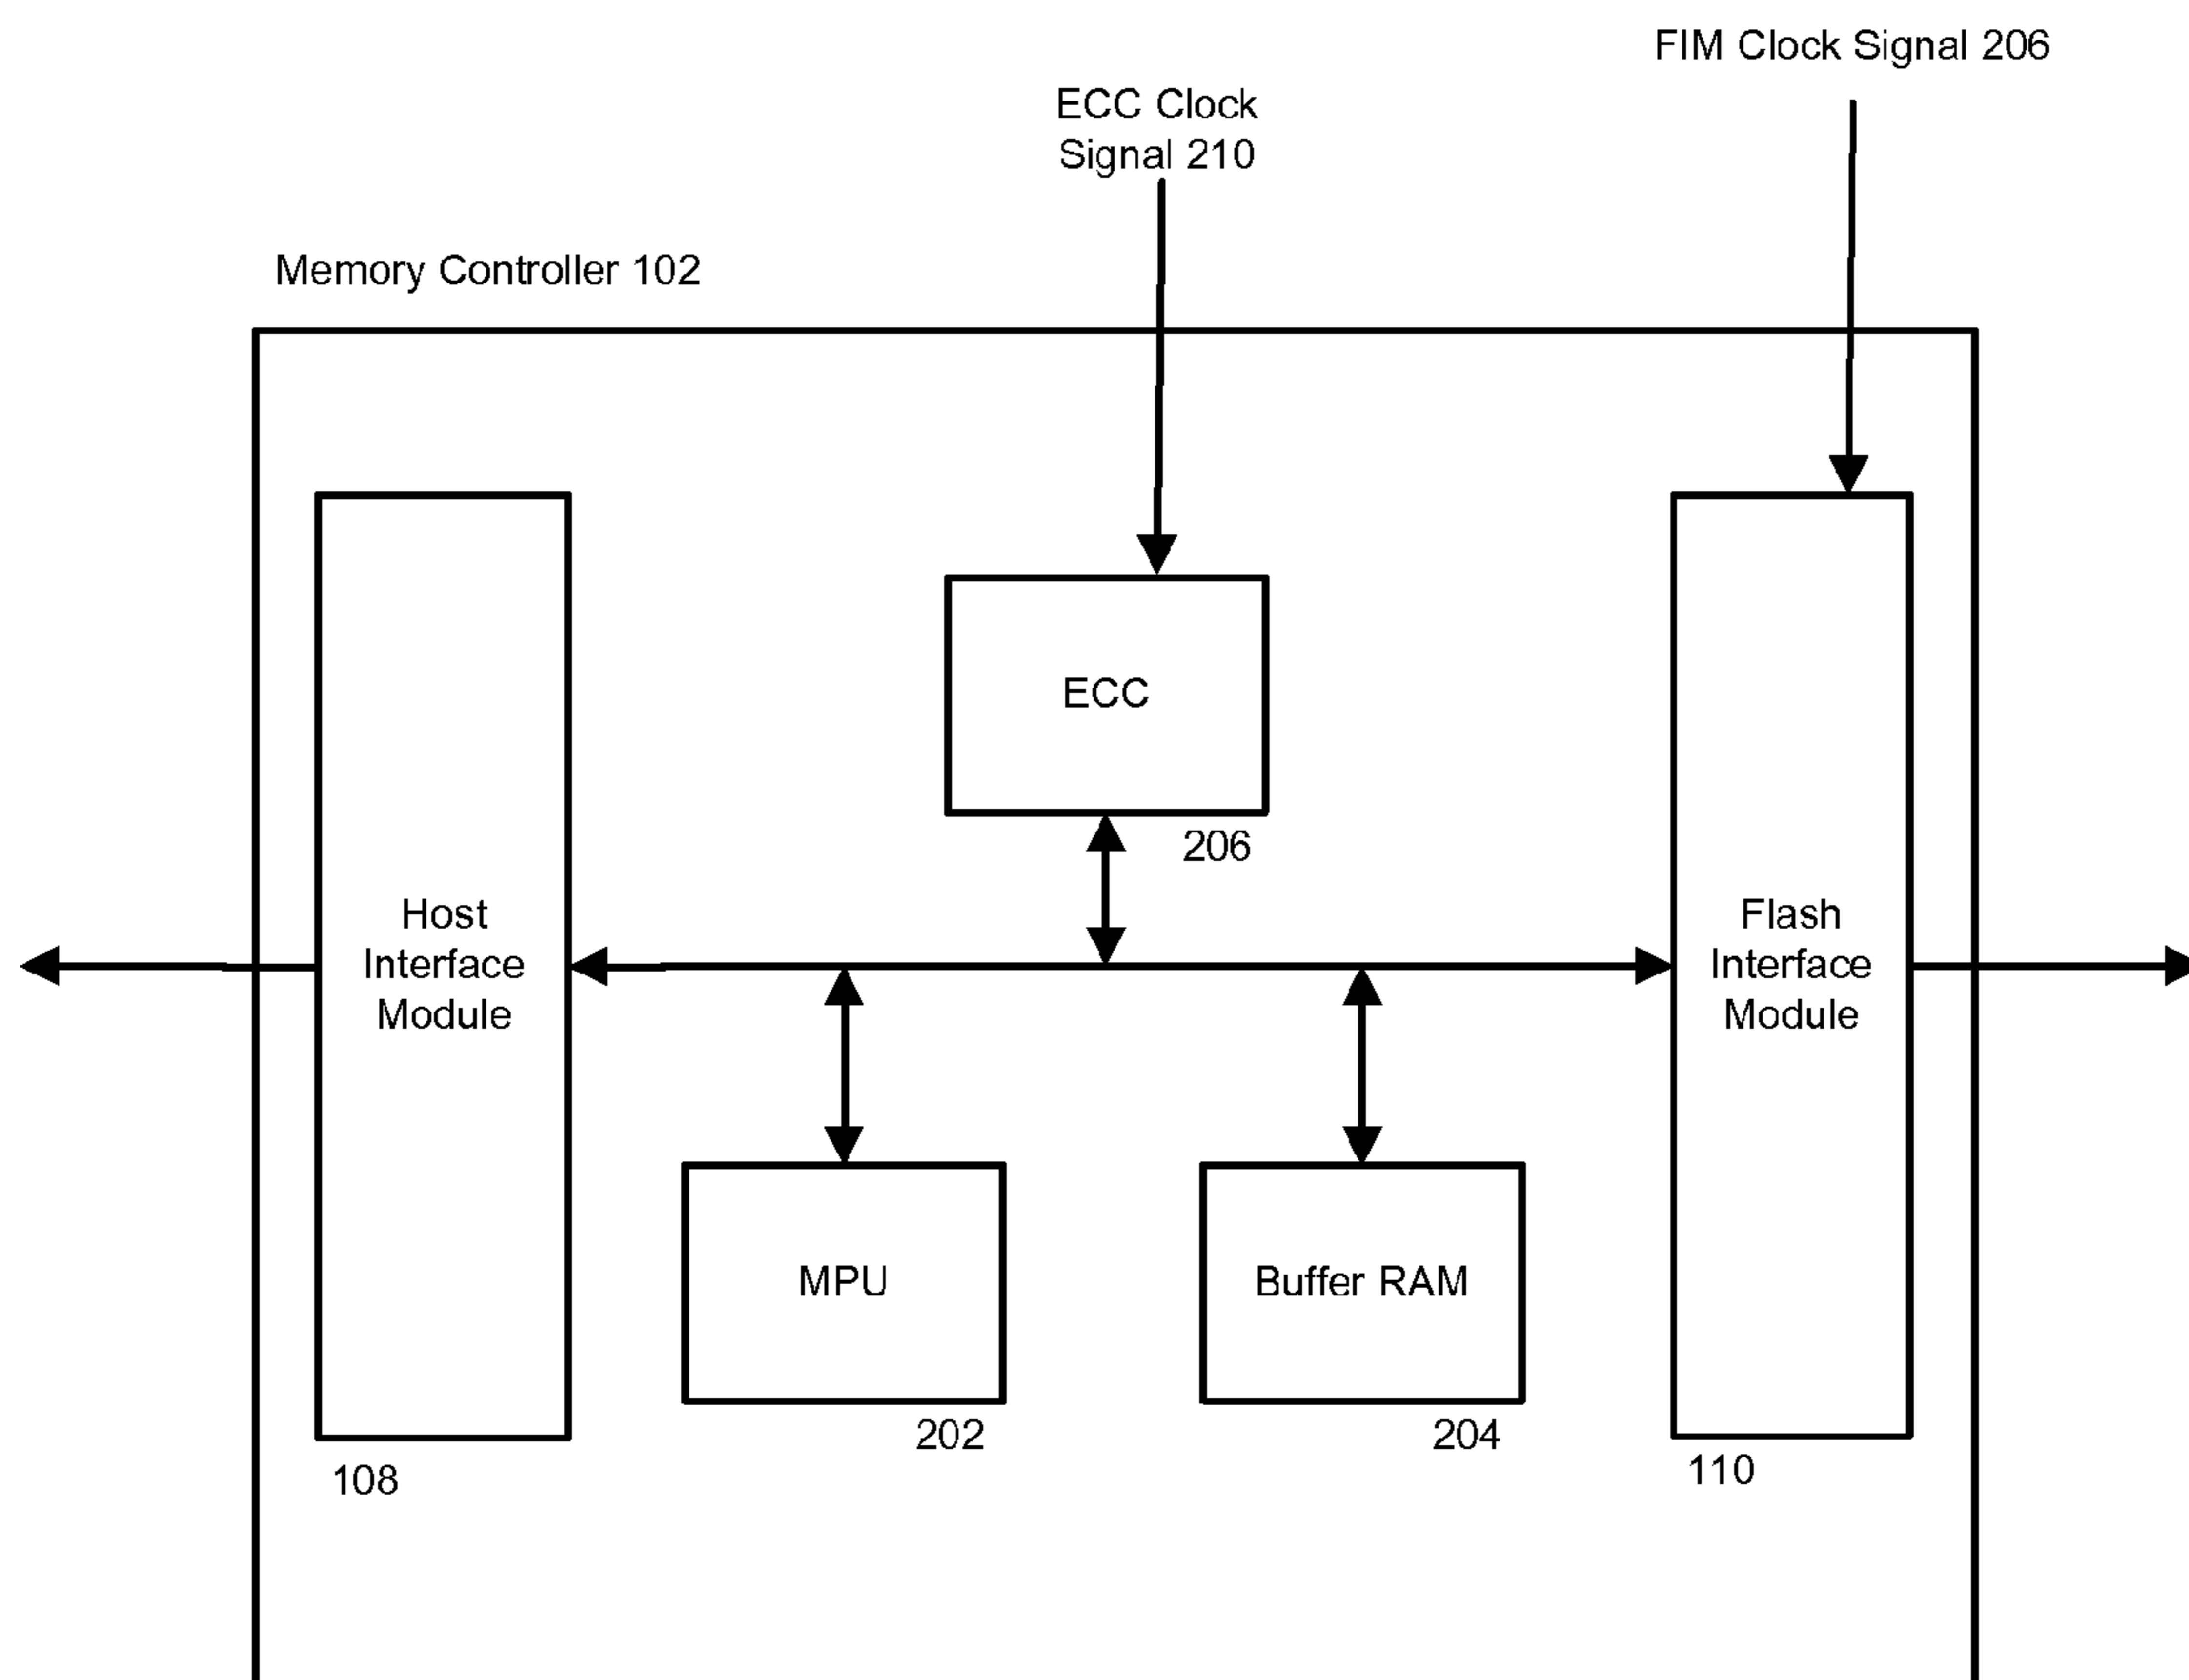 FIM Clock Signal 206
ECC Clock
Signal 210
Memory Controller 102
ECC
206
Host
Interface
Module
Flash
Interface
Module
MPU
Buffer RAM
202
204
108
110